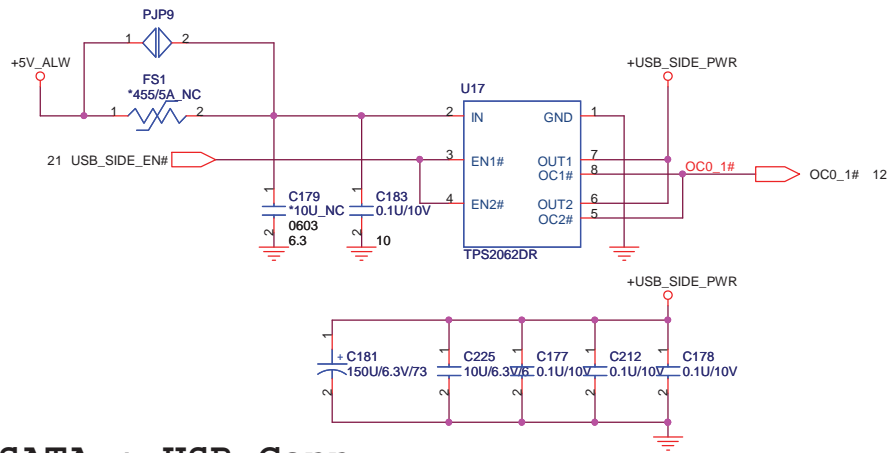 PJP9
1 2
+5V_ALW
FS1
*455/5A_NC
1 2
U17
+USB_SIDE_PWR
2 IN GND 1
21 USB_SIDE_EN#
3 EN1# OUT1 7
OC1# 8 OC0_1#
OC0_1# 12
4 EN2# OUT2 6
OC2# 5
TPS2062DR
1 C179
*10U_NC
0603
6.3
2
1 C183
0.1U/10V
10
2
+USB_SIDE_PWR
1 + C181
150U/6.3V/73
2
1 C225
10U/6.3V/6
2
1 C177
0.1U/10V
2
1 C212
0.1U/10V
2
1 C178
0.1U/10V
2